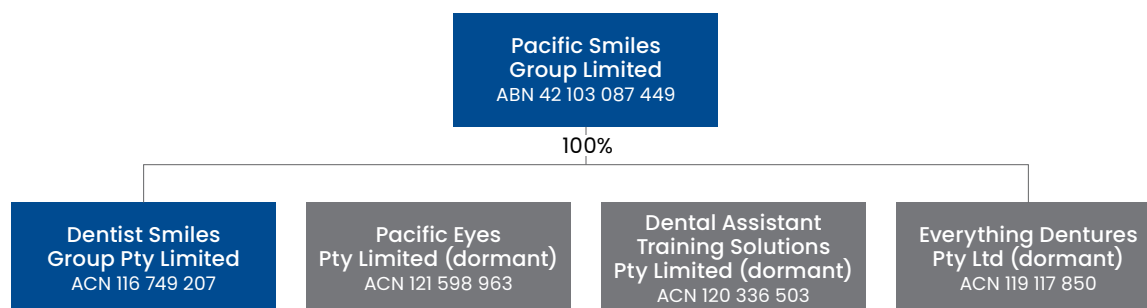 Pacific Smiles
Group Limited
ABN 42 103 087 449
100%
Dentist Smiles
Group Pty Limited
ACN 116 749 207
Pacific Eyes
Pty Limited (dormant)
ACN 121 598 963
Dental Assistant
Training Solutions
Pty Limited (dormant)
ACN 120 336 503
Everything Dentures
Pty Ltd (dormant)
ACN 119 117 850